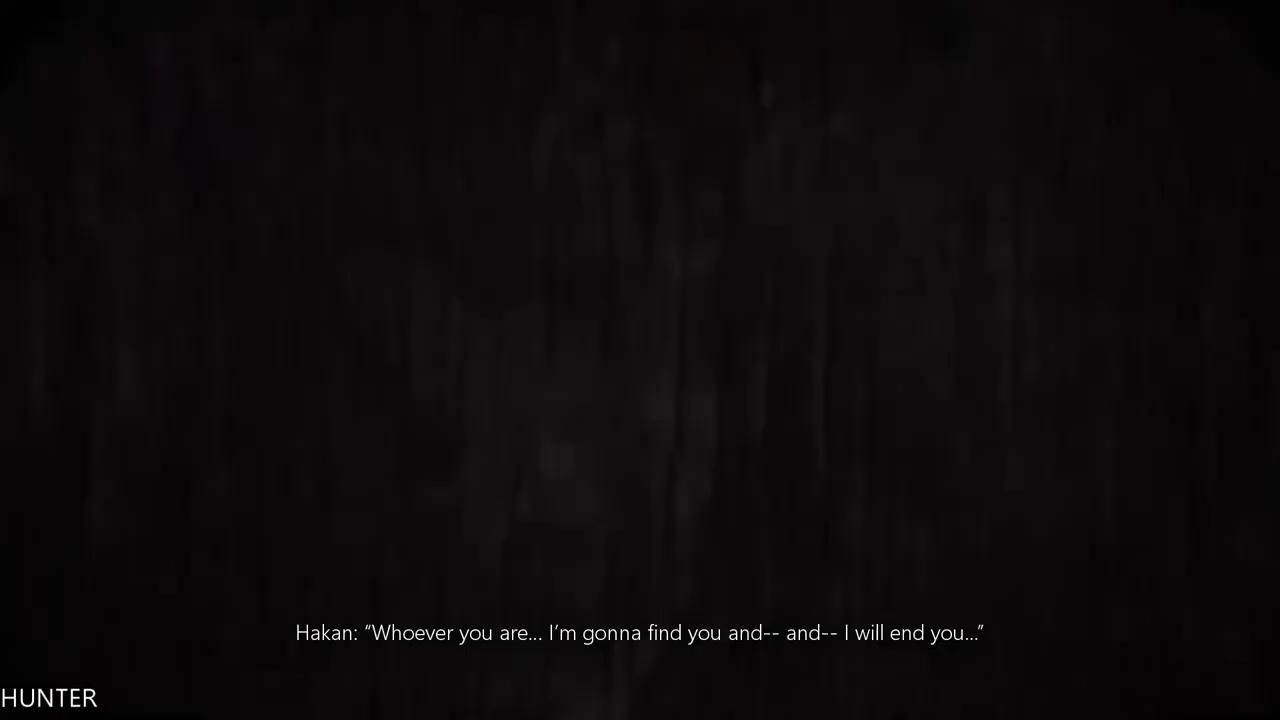 Hakan: “Whoever you are... I’m gonna find you and-- and-- I will end you...”
HUNTER